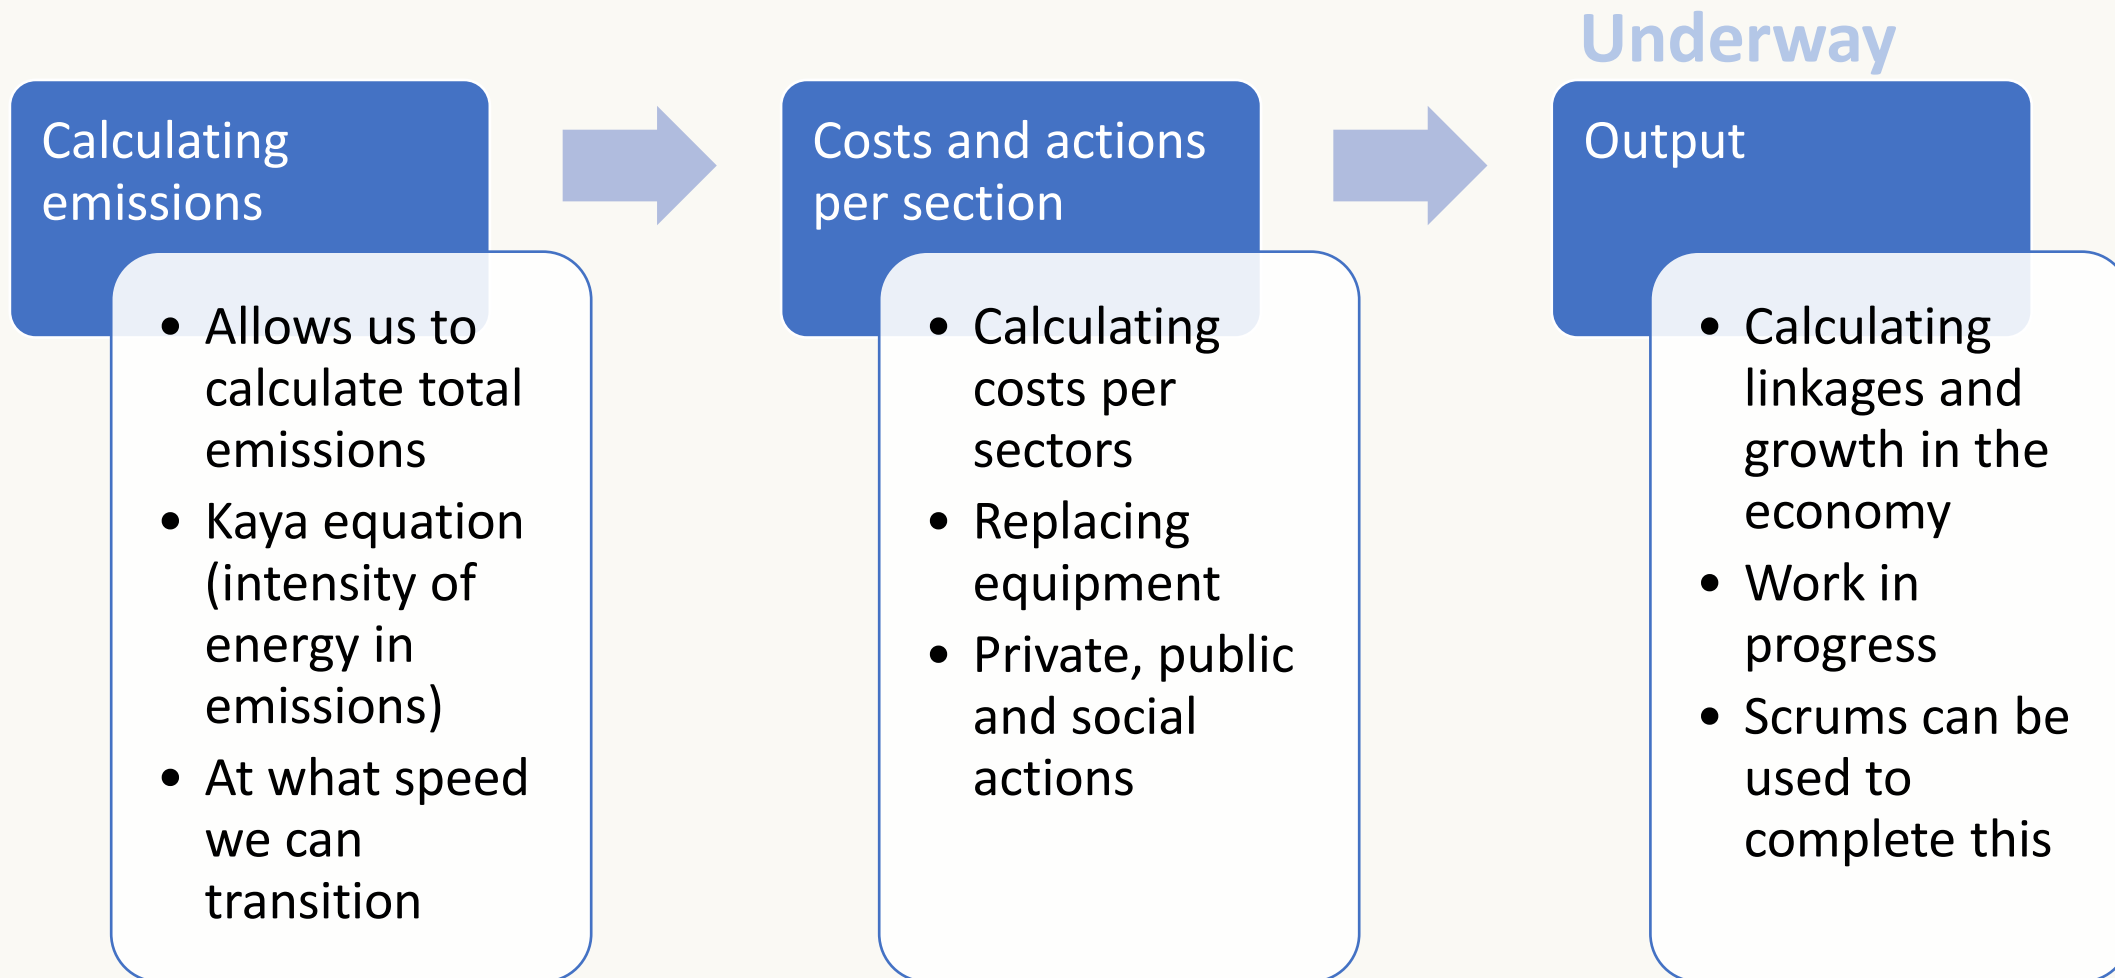 Calculating
emissions
• Allows us to
calculate total
emissions
• Kaya equation
(intensity of
energy in
emissions)
• At what speed
we can
transition
Costs and actions
per section
• Calculating
costs per
sectors
• Replacing
equipment
• Private, public
and social
actions
Underway
Output
• Calculating
linkages and
growth in the
economy
• Work in
progress
• Scrums can be
used to
complete this